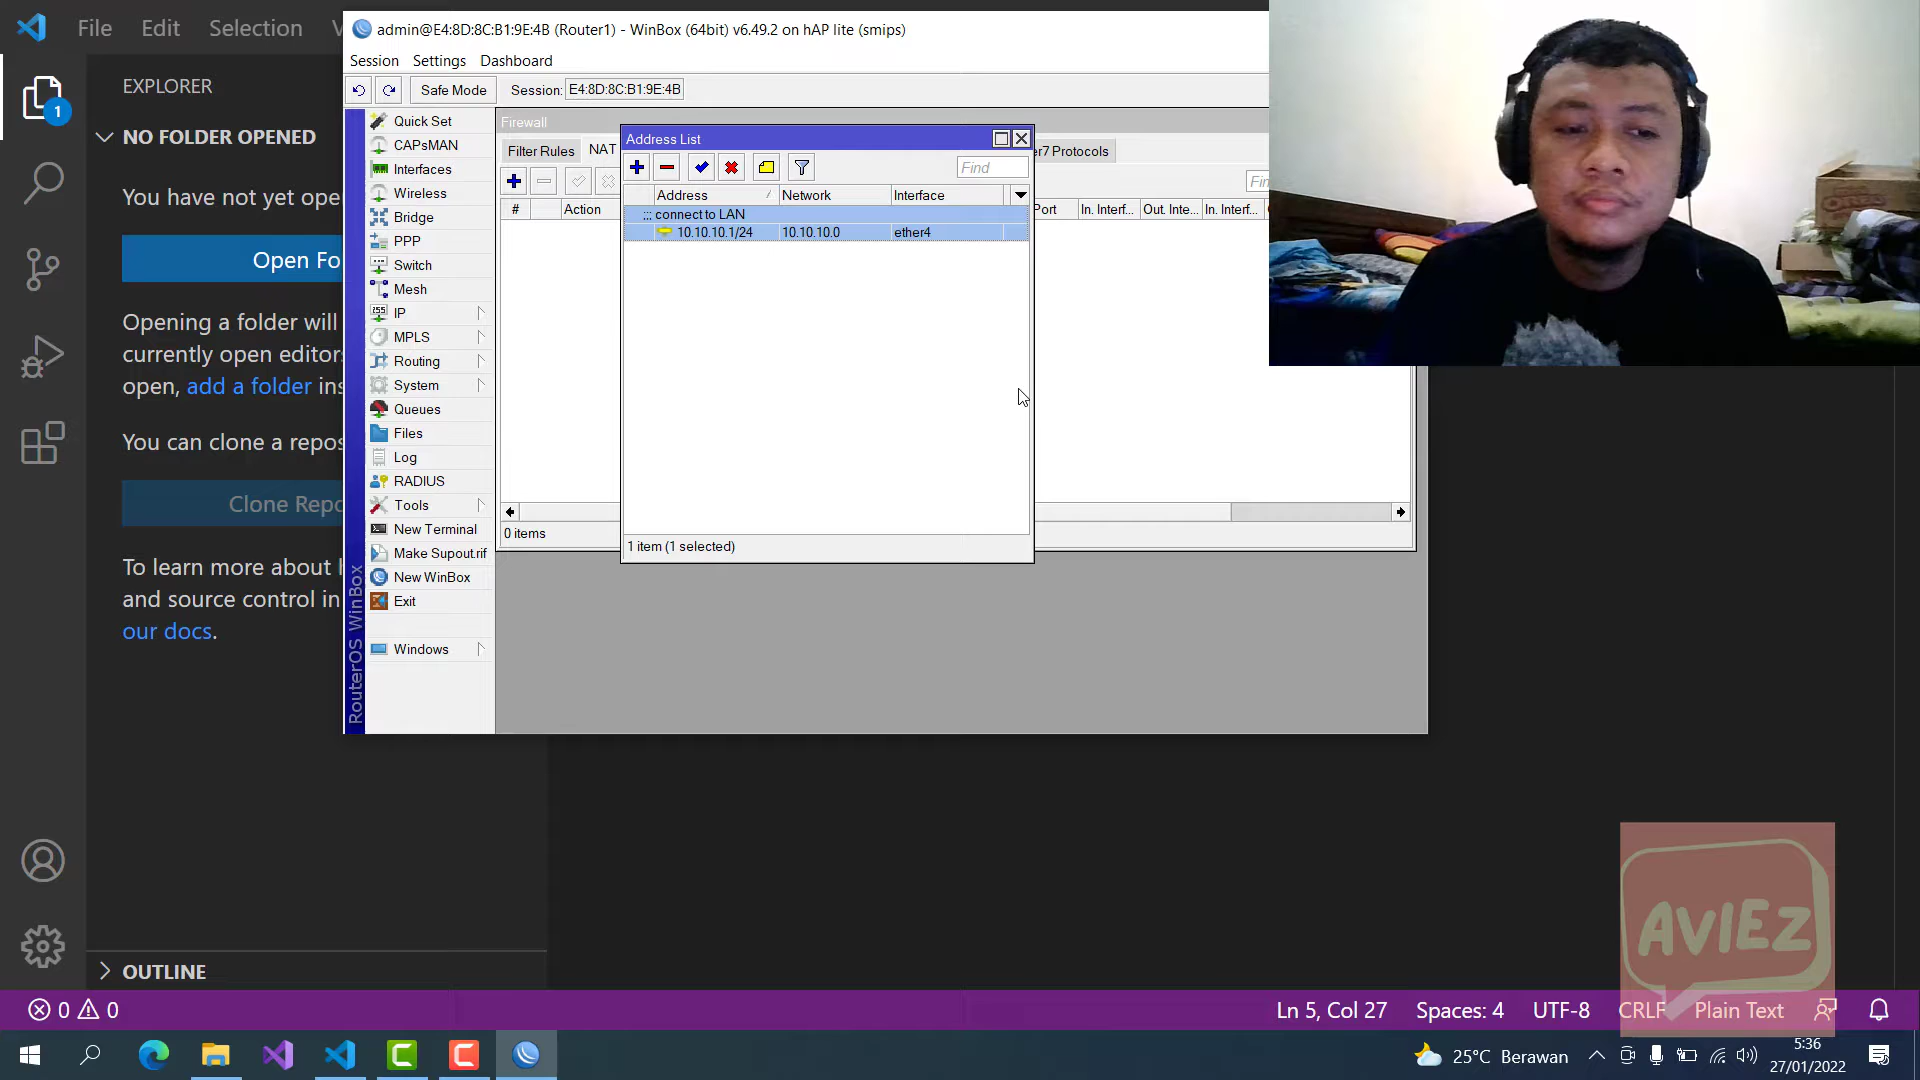 File Edit Selection
EXPLORER
NO FOLDER OPENED
You have not yet ope
Open Fo
Opening a folder will
currently open editors
open, add a folder ins
You can clone a repos
Clone Repo
To learn more about
and source control in
our docs.
OUTLINE
admin@E4:8D:8C:B1:9E:4B (Router1) - WinBox (64bit) v6.49.2 on hAP lite (smips)
Session Settings Dashboard
Safe Mode Session: E4:8D:8C:B1:9E:4B
Quick Set
CAPsMAN
Interfaces
Wireless
Bridge
PPP
Switch
Mesh
IP
MPLS
Routing
System
Queues
Files
Log
RADIUS
Tools
New Terminal
Make Supout.rif
New WinBox
Exit
Windows
RouterOS WinBox
Firewall
Filter Rules NAT er7 Protocols
# Action Port In. Interf... Out. Inte... In. Interf...
Fin
0 items
Address List
Find
Address Network Interface
;;; connect to LAN
10.10.10.1/24 10.10.10.0 ether4
1 item (1 selected)
AVIEZ
0 0 Ln 5, Col 27 Spaces: 4 UTF-8 CRLF Plain Text
25°C Berawan
5:36
27/01/2022